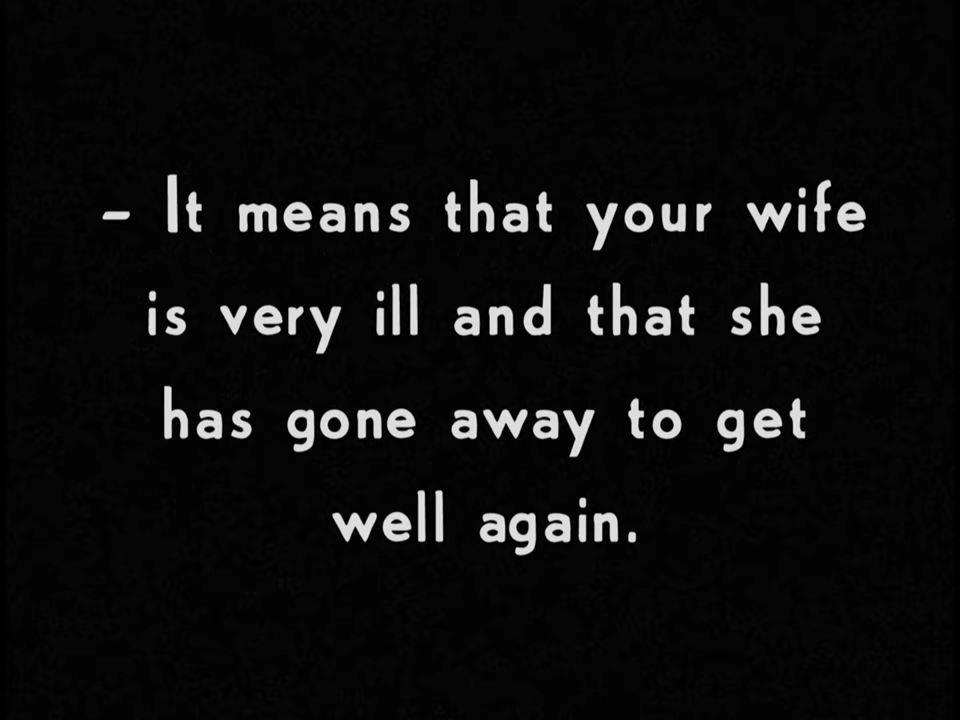 – It means that your wife
is very ill and that she
has gone away to get
well again.